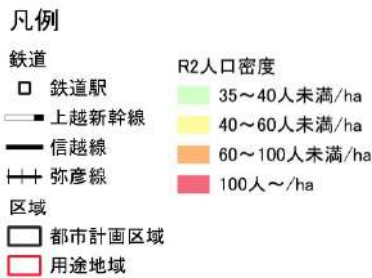 凡例
鉄道
鉄道駅
上越新幹線
信越線
弥彦線
区域
都市計画区域
用途地域
R2人口密度
35～40人未満/ha
40～60人未満/ha
60～100人未満/ha
100人～/ha